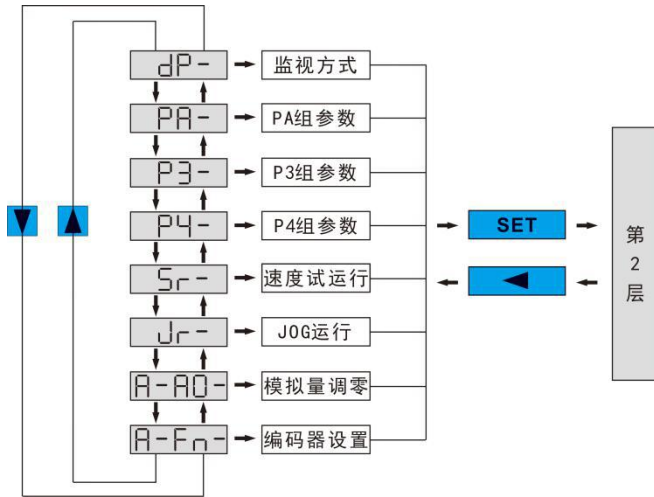 dP-
监视方式
PA-
PA组参数
P3-
P3组参数
P4-
P4组参数
SET
Sr-
速度试运行
Jr-
JOG运行
A-A0-
模拟量调零
A-Fn-
编码器设置
第
2
层